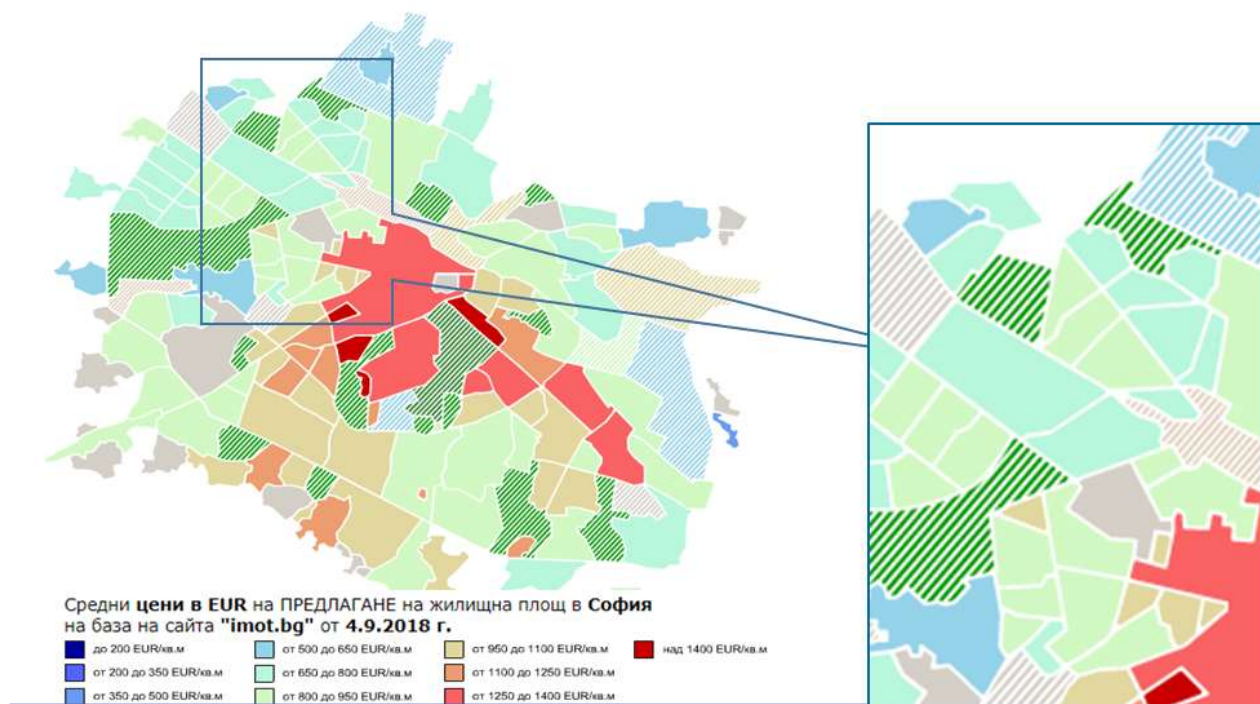 Средни цени в EUR на ПРЕДЛАГАНЕ на жилищна площ в София
на база на сайта "imot.bg" от 4.9.2018 г.
до 200 EUR/кв.м от 500 до 650 EUR/кв.м от 950 до 1100 EUR/кв.м над 1400 EUR/кв.м
от 200 до 350 EUR/кв.м от 650 до 800 EUR/кв.м от 1100 до 1250 EUR/кв.м
от 350 до 500 EUR/кв.м от 800 до 950 EUR/кв.м от 1250 до 1400 EUR/кв.м